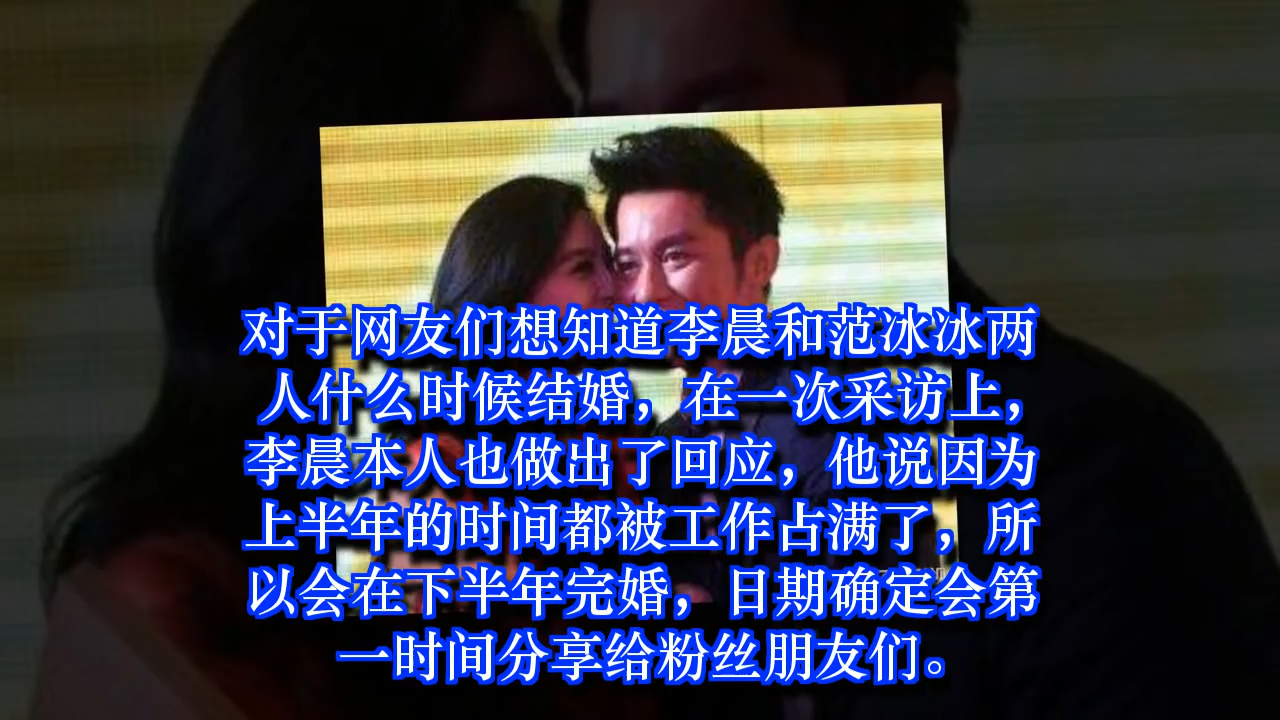 对于网友们想知道李晨和范冰冰两
人什么时候结婚，在一次采访上，
李晨本人也做出了回应，他说因为
上半年的时间都被工作占满了，所
以会在下半年完婚，日期确定会第
一时间分享给粉丝朋友们。